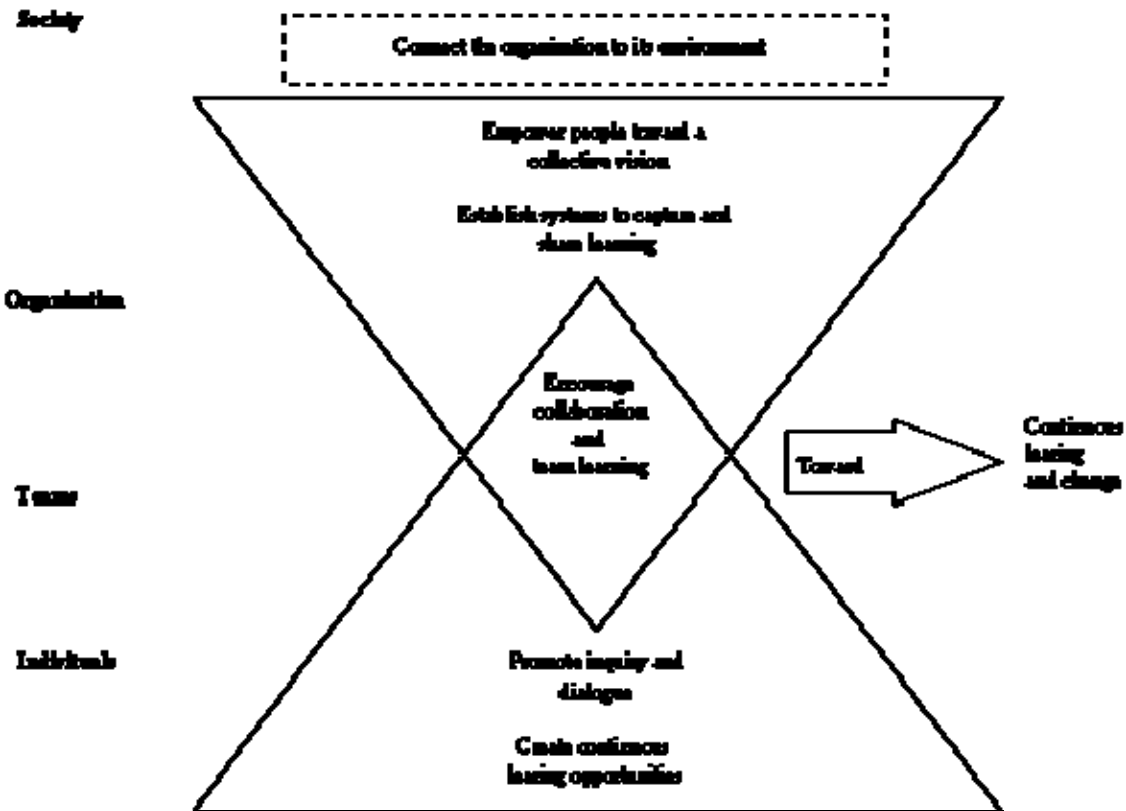 Society
Connect the organization to its environment
Empower people toward a
collective vision
Establish systems to capture and
share learning
Organization
Encourage
collaboration
and
team learning
Toward
Continuous
learing
and change
Teams
Individuals
Promote inquiry and
dialogue
Create continuous
learing opportunities